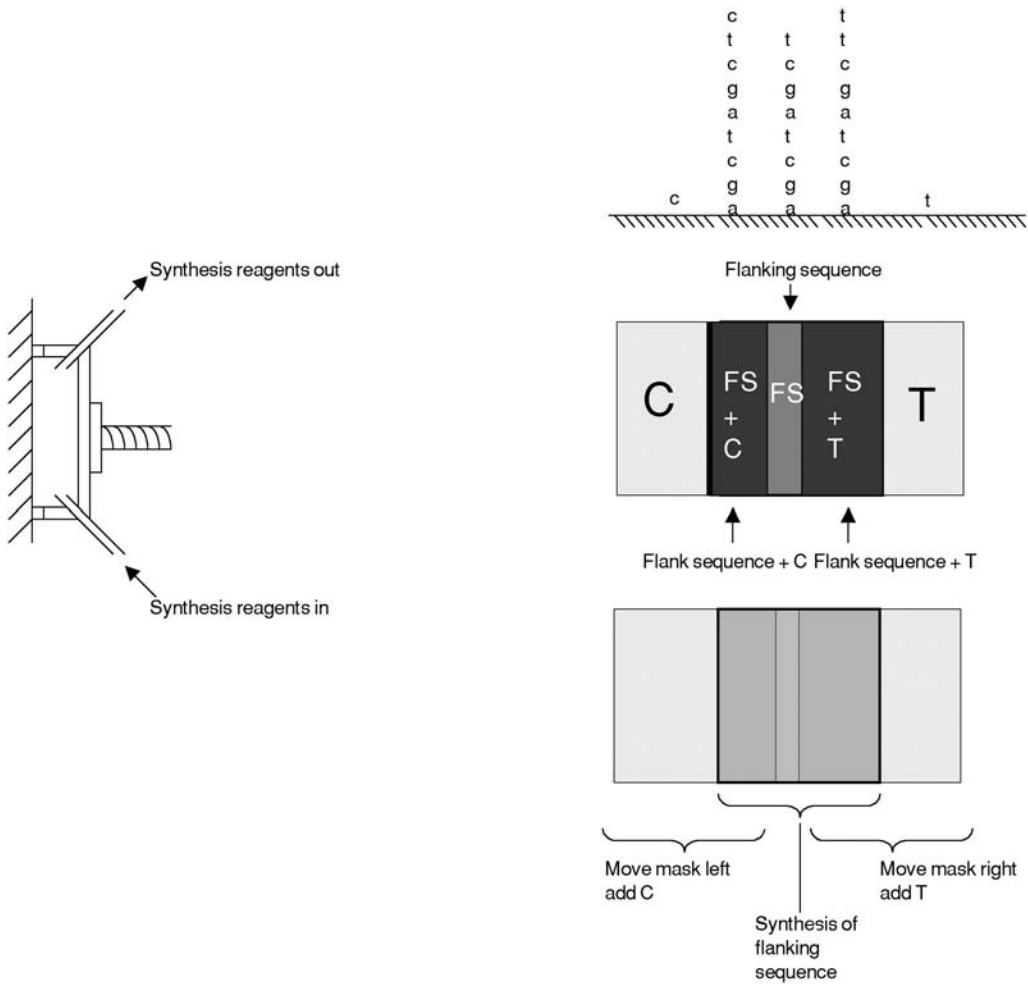 c t
t t t
c c c
g g g
a a a
t t t
c c c
g g g
c a a a t
Synthesis reagents out
Synthesis reagents in
Flanking sequence
C
FS
+
C
FS
FS
+
T
T
Flank sequence + C
Flank sequence + T
Move mask left
add C
Synthesis of
flanking
sequence
Move mask right
add T